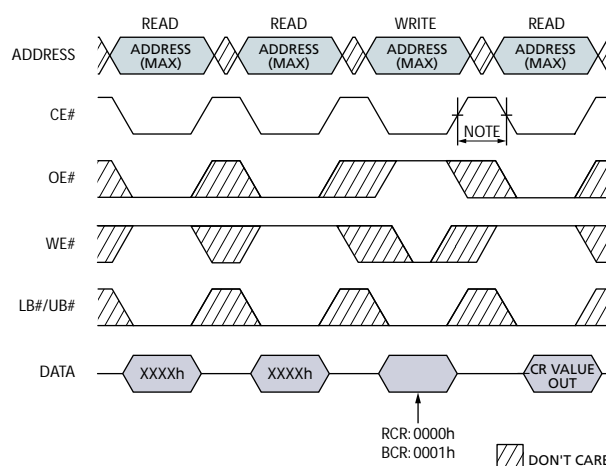 READ READ WRITE READ
ADDRESS
ADDRESS
(MAX)
ADDRESS
(MAX)
ADDRESS
(MAX)
ADDRESS
(MAX)
CE#
NOTE
OE#
WE#
LB#/UB#
DATA
XXXXh
XXXXh
CR VALUE
OUT
RCR: 0000h
BCR: 0001h
DON'T CARE